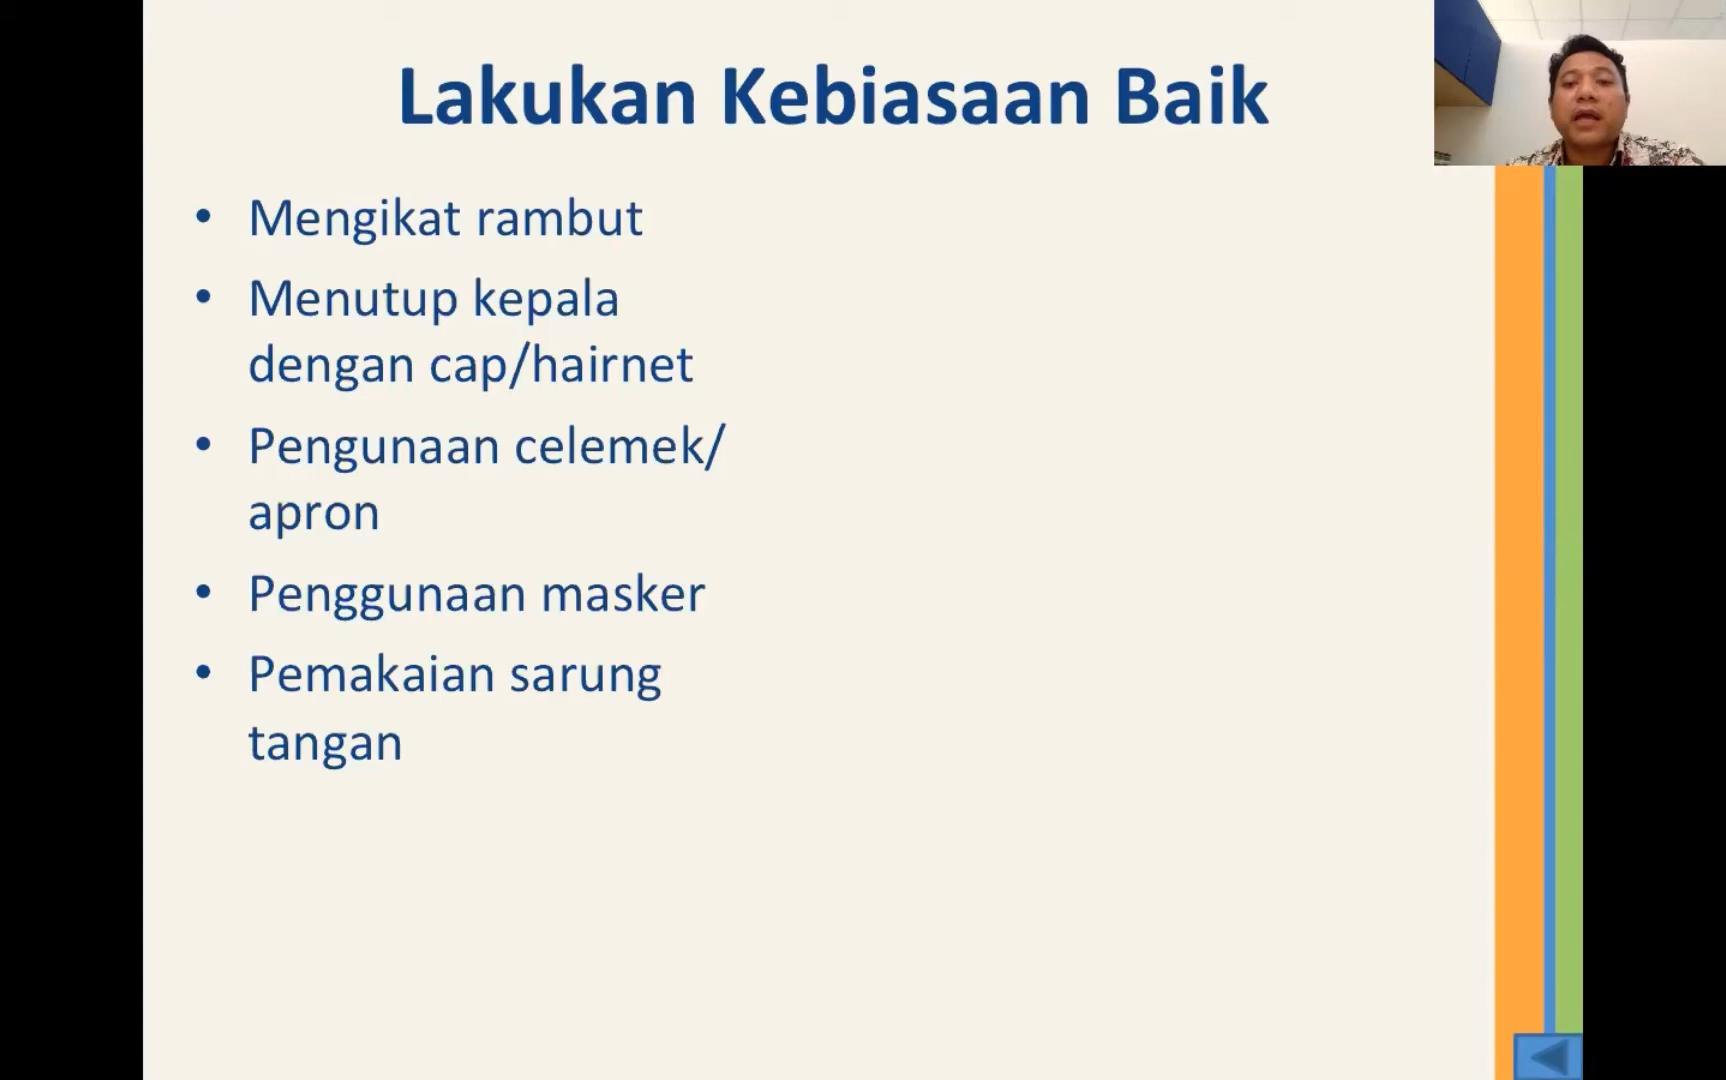 Lakukan Kebiasaan Baik
• Mengikat rambut
• Menutup kepala
dengan cap/hairnet
• Pengunaan celemek/
apron
• Penggunaan masker
• Pemakaian sarung
tangan